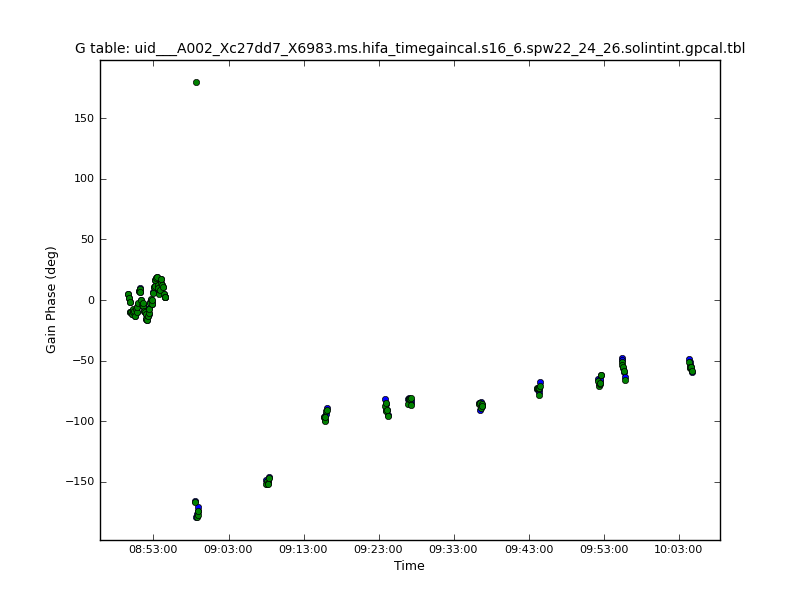 G table: uid___A002_Xc27dd7_X6983.ms.hifa_timegaincal.s16_6.spw22_24_26.solintint.gpcal.tbl
Gain Phase (deg)
150
100
50
0
−50
−100
−150
08:53:00 09:03:00 09:13:00 09:23:00 09:33:00 09:43:00 09:53:00 10:03:00
Time